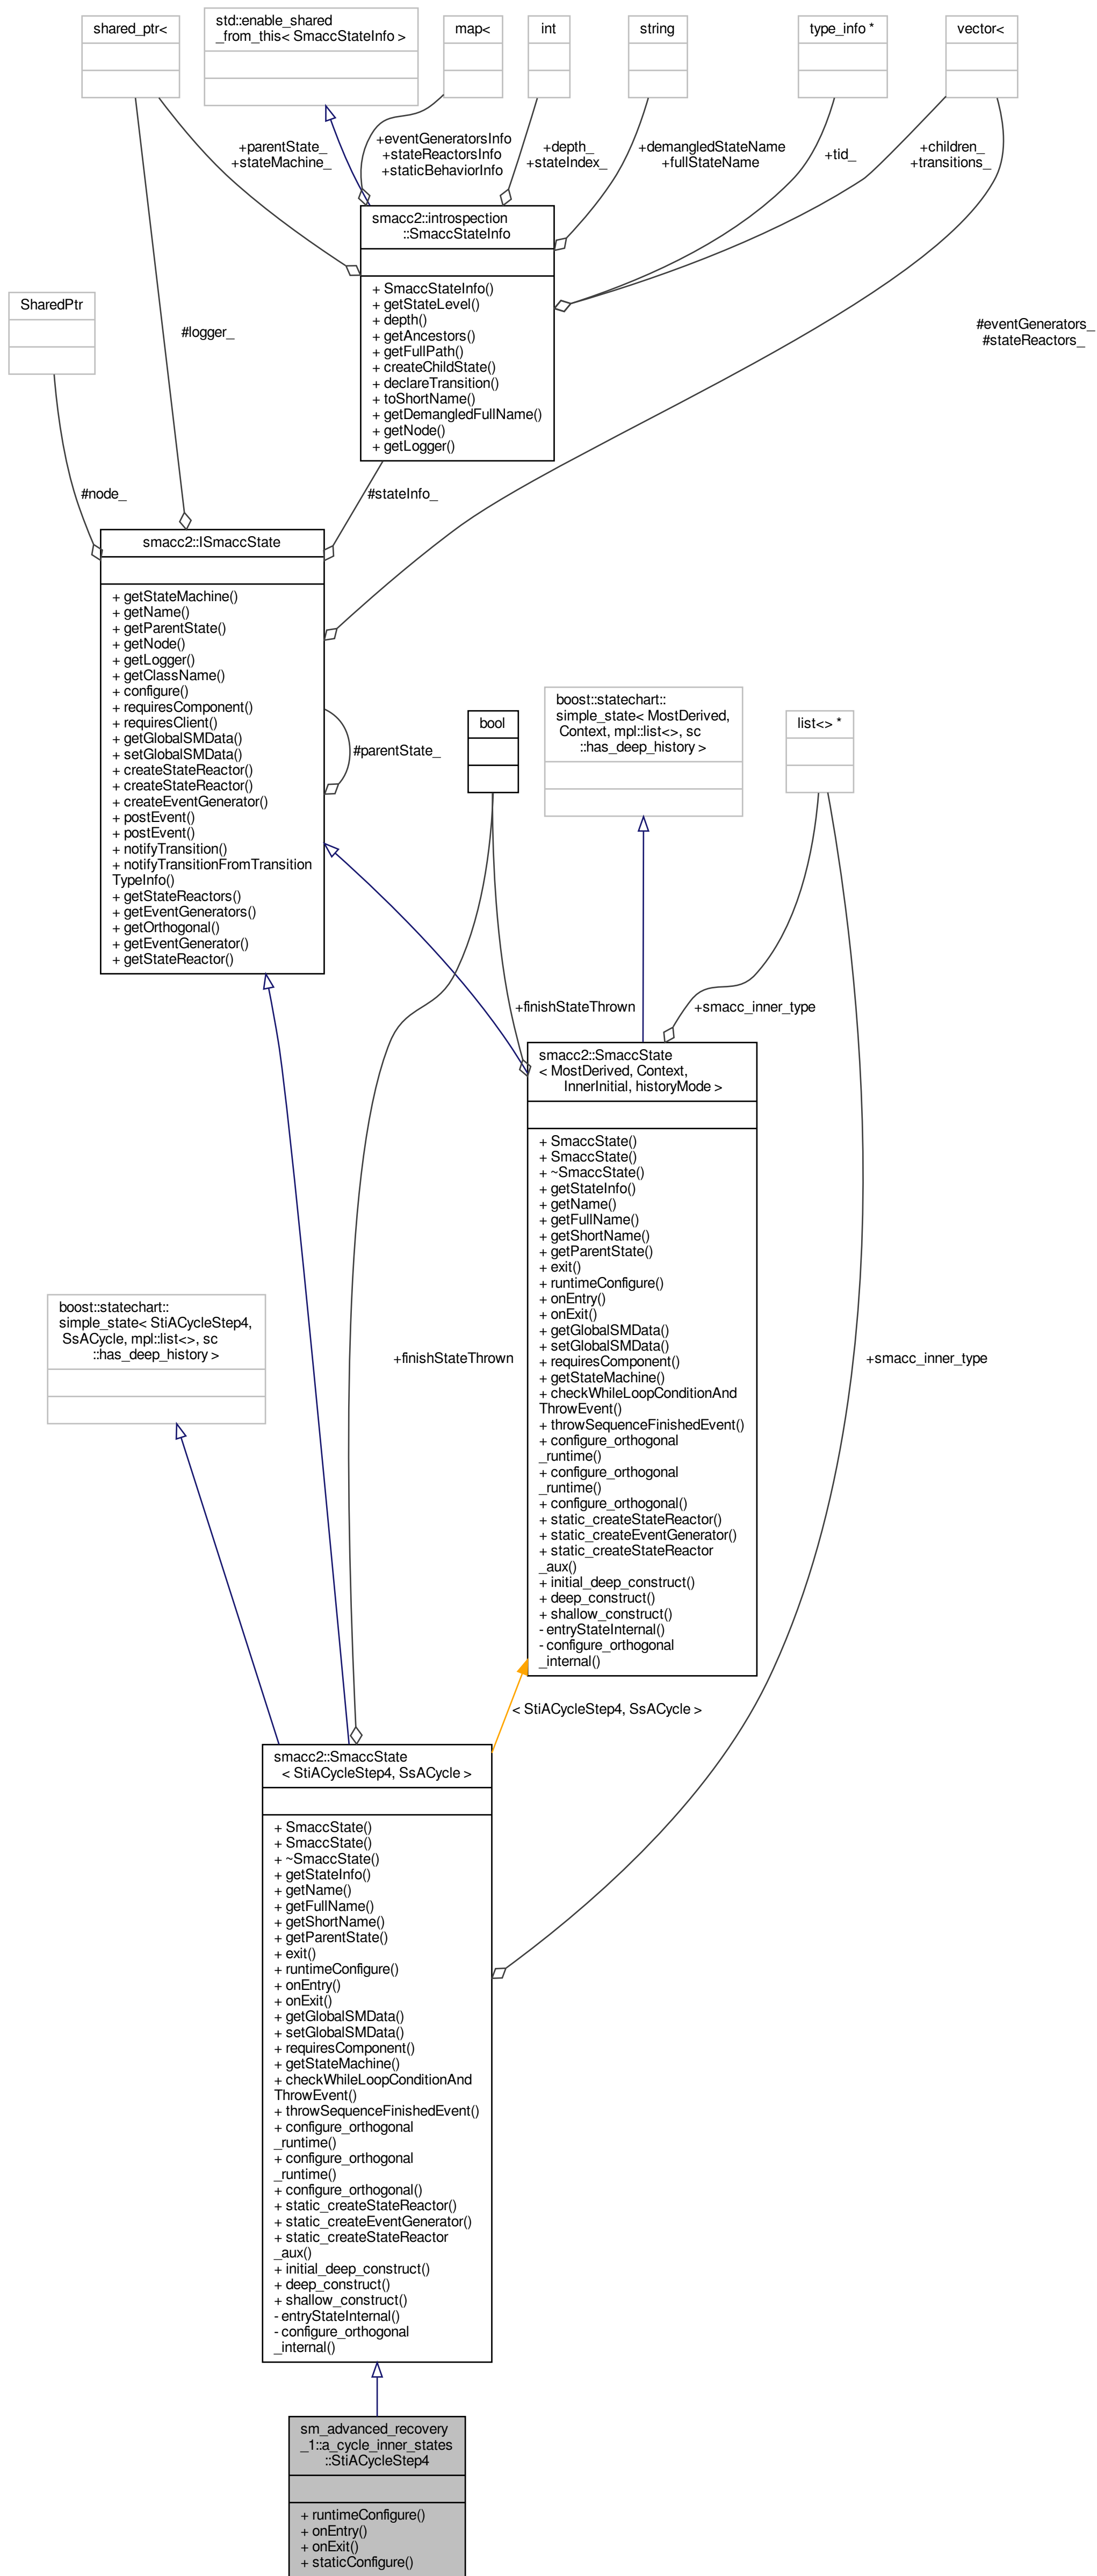 shared_ptr<
std::enable_shared
_from_this< SmaccStateInfo >
map<
int
string
type_info *
vector<
+parentState_
+stateMachine_
+eventGeneratorsInfo
+stateReactorsInfo
+staticBehaviorInfo
+depth_
+stateIndex_
+demangledStateName
+fullStateName
+tid_
+children_
+transitions_
smacc2::introspection
::SmaccStateInfo
+ SmaccStateInfo()
+ getStateLevel()
+ depth()
+ getAncestors()
+ getFullPath()
+ createChildState()
+ declareTransition()
+ toShortName()
+ getDemangledFullName()
+ getNode()
+ getLogger()
SharedPtr
#logger_
#eventGenerators_
#stateReactors_
#node_
#stateInfo_
smacc2::ISmaccState
+ getStateMachine()
+ getName()
+ getParentState()
+ getNode()
+ getLogger()
+ getClassName()
+ configure()
+ requiresComponent()
+ requiresClient()
+ getGlobalSMData()
+ setGlobalSMData()
+ createStateReactor()
+ createStateReactor()
+ createEventGenerator()
+ postEvent()
+ postEvent()
+ notifyTransition()
+ notifyTransitionFromTransition
TypeInfo()
+ getStateReactors()
+ getEventGenerators()
+ getOrthogonal()
+ getEventGenerator()
+ getStateReactor()
#parentState_
bool
boost::statechart::
simple_state< MostDerived,
Context, mpl::list<>, sc
::has_deep_history >
list<> *
+finishStateThrown
+smacc_inner_type
smacc2::SmaccState
< MostDerived, Context,
InnerInitial, historyMode >
+ SmaccState()
+ SmaccState()
+ ~SmaccState()
+ getStateInfo()
+ getName()
+ getFullName()
+ getShortName()
+ getParentState()
+ exit()
+ runtimeConfigure()
+ onEntry()
+ onExit()
+ getGlobalSMData()
+ setGlobalSMData()
+ requiresComponent()
+ getStateMachine()
+ checkWhileLoopConditionAnd
ThrowEvent()
+ throwSequenceFinishedEvent()
+ configure_orthogonal
_runtime()
+ configure_orthogonal
_runtime()
+ configure_orthogonal()
+ static_createStateReactor()
+ static_createEventGenerator()
+ static_createStateReactor
_aux()
+ initial_deep_construct()
+ deep_construct()
+ shallow_construct()
- entryStateInternal()
- configure_orthogonal
_internal()
boost::statechart::
simple_state< StiACycleStep4,
SsACycle, mpl::list<>, sc
::has_deep_history >
+finishStateThrown
+smacc_inner_type
< StiACycleStep4, SsACycle >
smacc2::SmaccState
< StiACycleStep4, SsACycle >
+ SmaccState()
+ SmaccState()
+ ~SmaccState()
+ getStateInfo()
+ getName()
+ getFullName()
+ getShortName()
+ getParentState()
+ exit()
+ runtimeConfigure()
+ onEntry()
+ onExit()
+ getGlobalSMData()
+ setGlobalSMData()
+ requiresComponent()
+ getStateMachine()
+ checkWhileLoopConditionAnd
ThrowEvent()
+ throwSequenceFinishedEvent()
+ configure_orthogonal
_runtime()
+ configure_orthogonal
_runtime()
+ configure_orthogonal()
+ static_createStateReactor()
+ static_createEventGenerator()
+ static_createStateReactor
_aux()
+ initial_deep_construct()
+ deep_construct()
+ shallow_construct()
- entryStateInternal()
- configure_orthogonal
_internal()
sm_advanced_recovery
_1::a_cycle_inner_states
::StiACycleStep4
+ runtimeConfigure()
+ onEntry()
+ onExit()
+ staticConfigure()